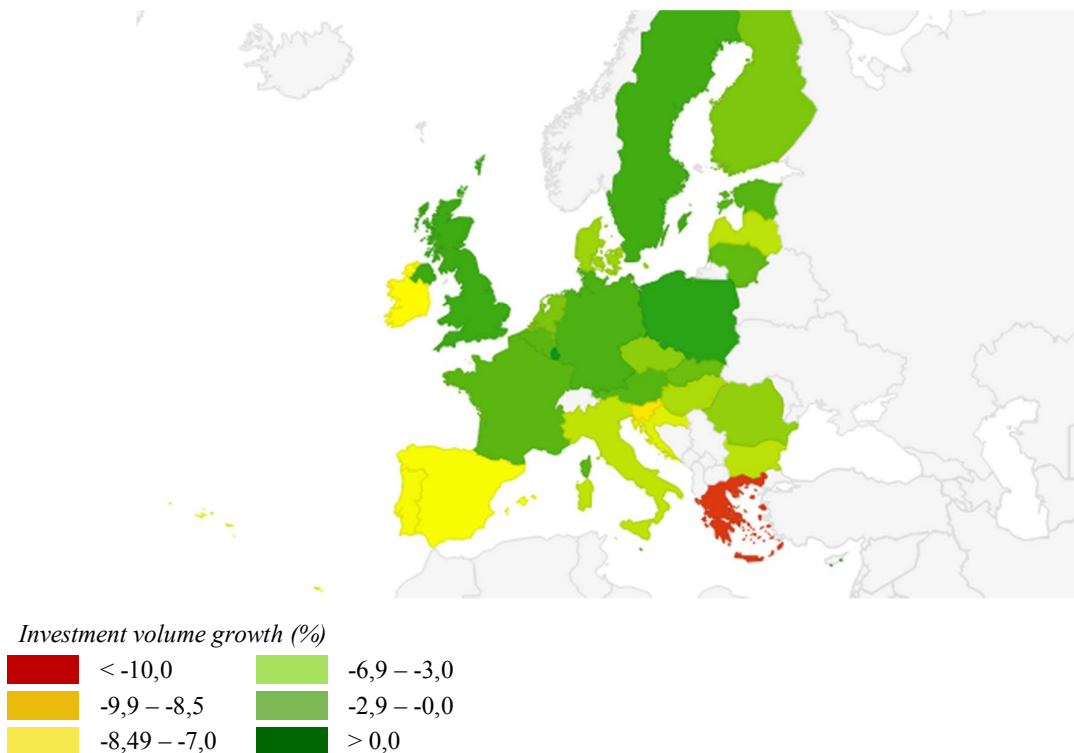 Investment volume growth (%)
< -10,0
-6,9 – -3,0
-9,9 – -8,5
-2,9 – -0,0
-8,49 – -7,0
> 0,0